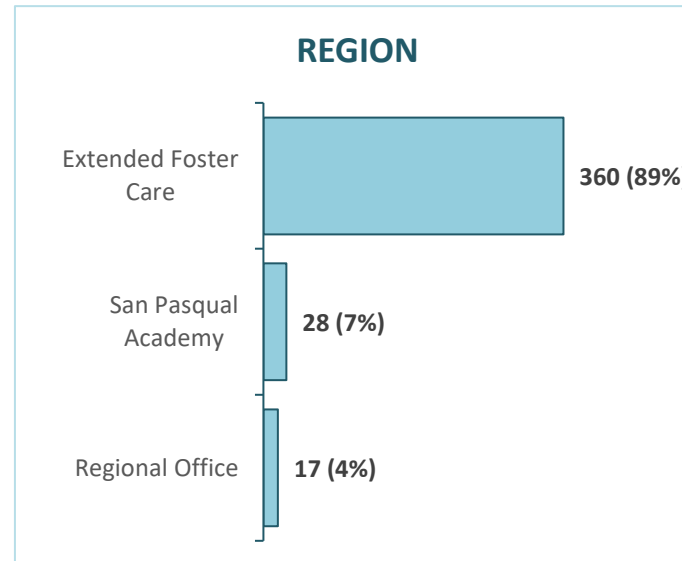 REGION
Extended Foster
Care
360 (89%
San Pasqual
Academy
28 (7%)
Regional Office
17 (4%)